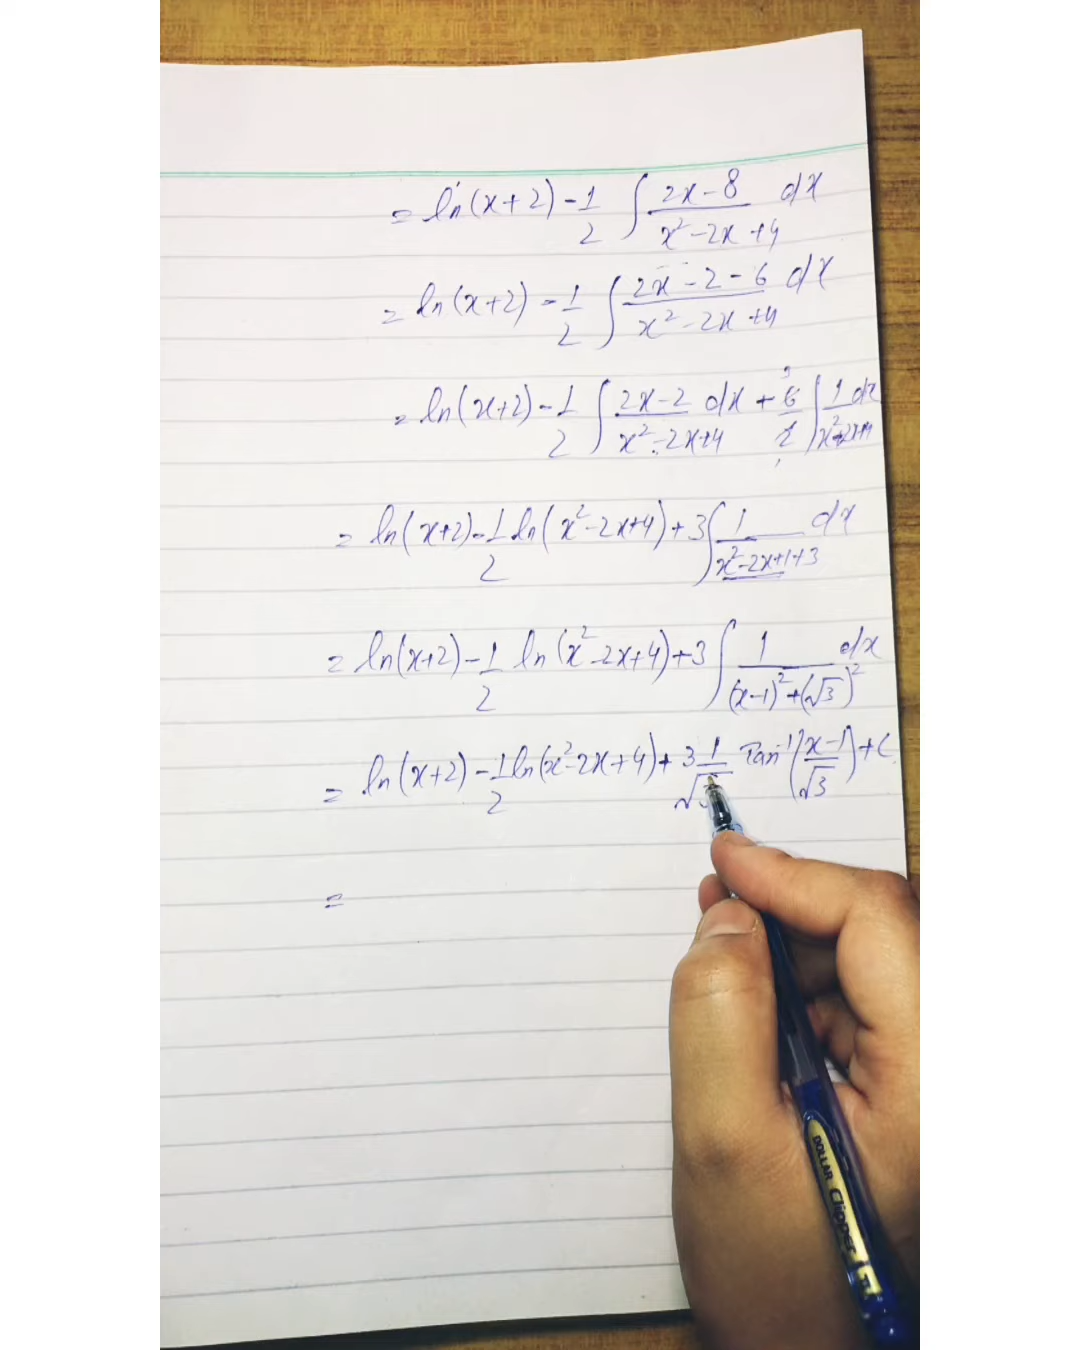 = ln(x+2) - 1/2 ∫ 2x-8/x²-2x+4 dx
= ln(x+2) - 1/2 ∫ 2x-2-6/x²-2x+4 dx
= ln(x+2) - 1/2 ∫ 2x-2/x²-2x+4 dx + 6/2 ∫ 1/x²-2x+4 dx
= ln(x+2) - 1/2 ln(x²-2x+4) + 3 ∫ 1/x²-2x+1+3 dx
= ln(x+2) - 1/2 ln(x²-2x+4) + 3 ∫ 1/(x-1)²+(√3)² dx
= ln(x+2) - 1/2 ln(x²-2x+4) + 3 1/√3 Tan⁻¹(x-1/√3) + C
=
DOLLAR Clipper